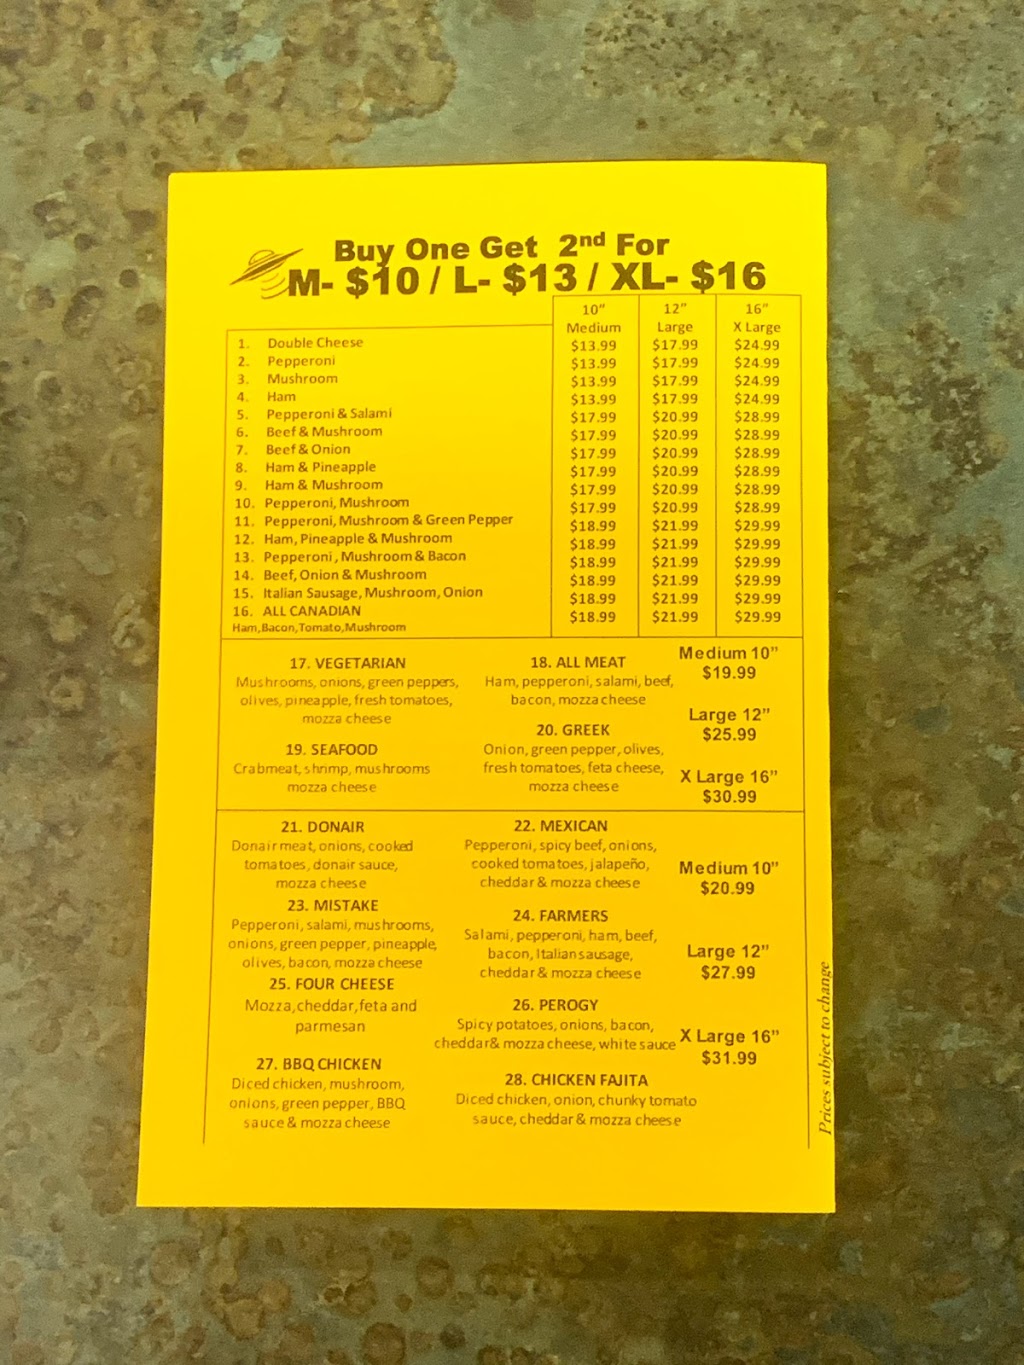 Buy One Get 2nd For
M- $10 / L- $13 / XL- $16
10" 12" 16"
Medium Large X Large
1. Double Cheese $13.99 $17.99 $24.99
2. Pepperoni $13.99 $17.99 $24.99
3. Mushroom $13.99 $17.99 $24.99
4. Ham $13.99 $17.99 $24.99
5. Pepperoni & Salami $17.99 $20.99 $28.99
6. Beef & Mushroom $17.99 $20.99 $28.99
7. Beef & Onion $17.99 $20.99 $28.99
8. Ham & Pineapple $17.99 $20.99 $28.99
9. Ham & Mushroom $17.99 $20.99 $28.99
10. Pepperoni, Mushroom $17.99 $20.99 $28.99
11. Pepperoni, Mushroom & Green Pepper $18.99 $21.99 $29.99
12. Ham, Pineapple & Mushroom $18.99 $21.99 $29.99
13. Pepperoni, Mushroom & Bacon $18.99 $21.99 $29.99
14. Beef, Onion & Mushroom $18.99 $21.99 $29.99
15. Italian Sausage, Mushroom, Onion $18.99 $21.99 $29.99
16. ALL CANADIAN $18.99 $21.99 $29.99
Ham, Bacon, Tomato, Mushroom
17. VEGETARIAN
Mushrooms, onions, green peppers,
olives, pineapple, fresh tomatoes,
mozza cheese
18. ALL MEAT
Ham, pepperoni, salami, beef,
bacon, mozza cheese
19. SEAFOOD
Crabmeat, shrimp, mushrooms
mozza cheese
20. GREEK
Onion, green pepper, olives,
fresh tomatoes, feta cheese,
mozza cheese
Medium 10"
$19.99
Large 12"
$25.99
X Large 16"
$30.99
21. DONAIR
Donair meat, onions, cooked
tomatoes, donair sauce,
mozza cheese
22. MEXICAN
Pepperoni, spicy beef, onions,
cooked tomatoes, jalapeño,
cheddar & mozza cheese
23. MISTAKE
Pepperoni, salami, mushrooms,
onions, green pepper, pineapple,
olives, bacon, mozza cheese
24. FARMERS
Salami, pepperoni, ham, beef,
bacon, Italian sausage,
cheddar & mozza cheese
25. FOUR CHEESE
Mozza, cheddar, feta and
parmesan
26. PEROGY
Spicy potatoes, onions, bacon,
cheddar & mozza cheese, white sauce
27. BBQ CHICKEN
Diced chicken, mushroom,
onions, green pepper, BBQ
sauce & mozza cheese
28. CHICKEN FAJITA
Diced chicken, onion, chunky tomato
sauce, cheddar & mozza cheese
Medium 10"
$20.99
Large 12"
$27.99
X Large 16"
$31.99
Prices subject to change